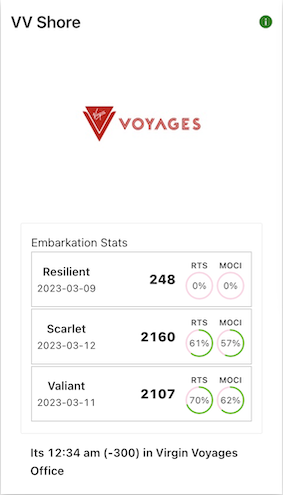 VV Shore
Virgin
VOYAGES
Embarkation Stats
RTS MOCI
Resilient
248
0% 0%
2023-03-09
RTS MOCI
Scarlet
2160
61% 57%
2023-03-12
RTS MOCI
Valiant
2107
70% 62%
2023-03-11
Its 12:34 am (-300) in Virgin Voyages
Office